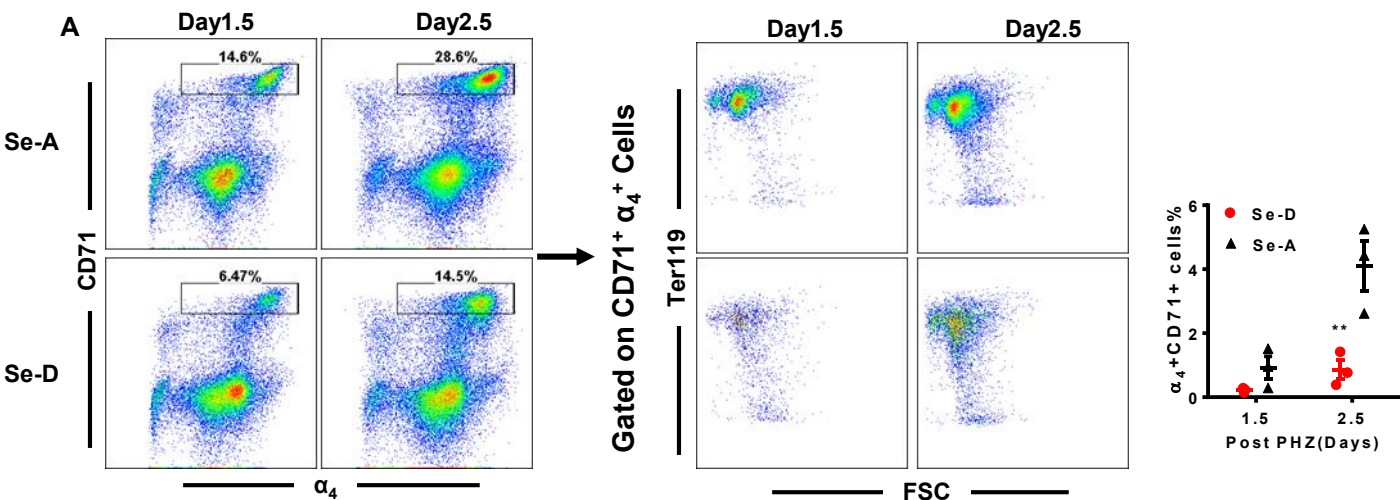 A
Day1.5
Day2.5
Se-A
Se-D
CD71
14.6%
28.6%
6.47%
14.5%
α₄
Gated on CD71⁺ α₄⁺ Cells
Day1.5
Day2.5
Ter119
FSC
α₄+CD71+ cells%
6
4
2
0
Se-D
Se-A
**
1.5
2.5
Post PHZ(Days)